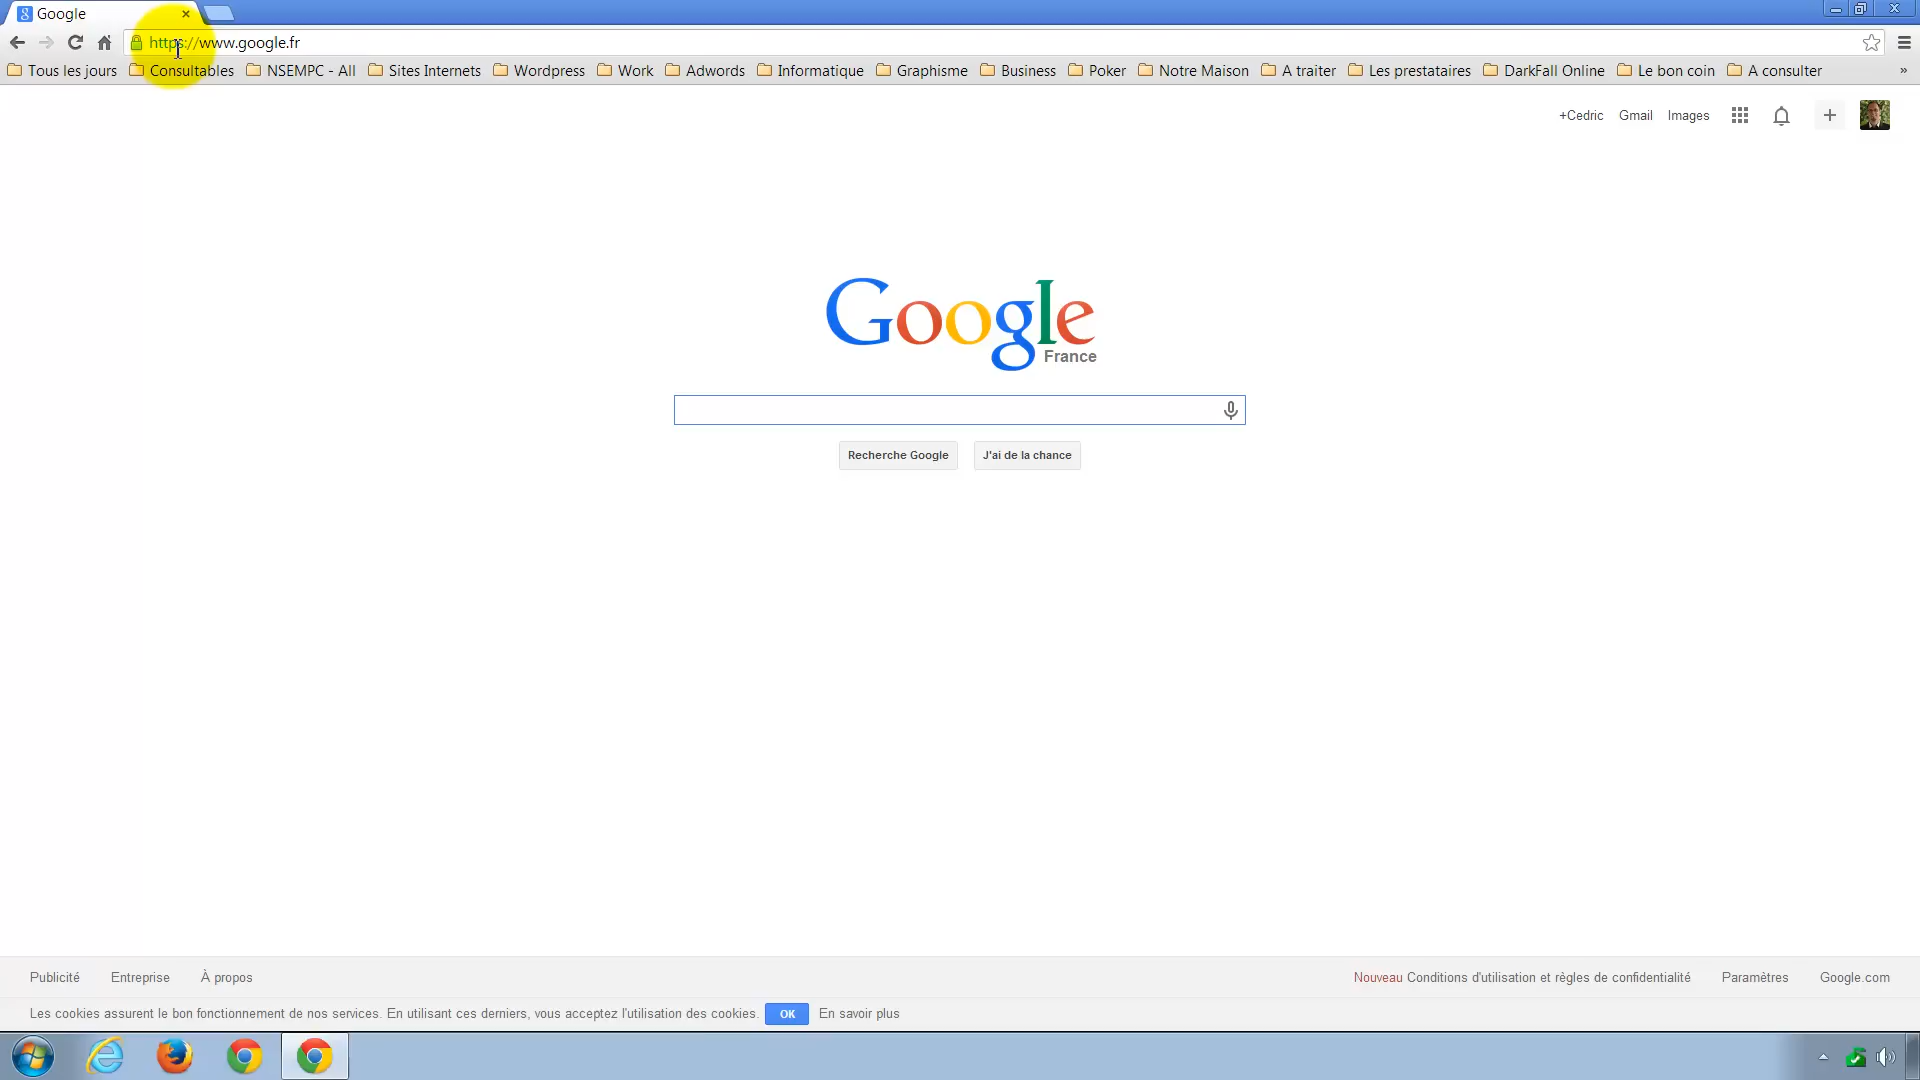 Google
https://www.google.fr
Tous les jours Consultables NSEMPC - All Sites Internets Wordpress Work Adwords Informatique Graphisme Business Poker Notre Maison A traiter Les prestataires DarkFall Online Le bon coin A consulter »
+Cedric Gmail Images
Google
France
Recherche Google J'ai de la chance
Publicité Entreprise À propos Nouveau Conditions d'utilisation et règles de confidentialité Paramètres Google.com
Les cookies assurent le bon fonctionnement de nos services. En utilisant ces derniers, vous acceptez l'utilisation des cookies. OK En savoir plus